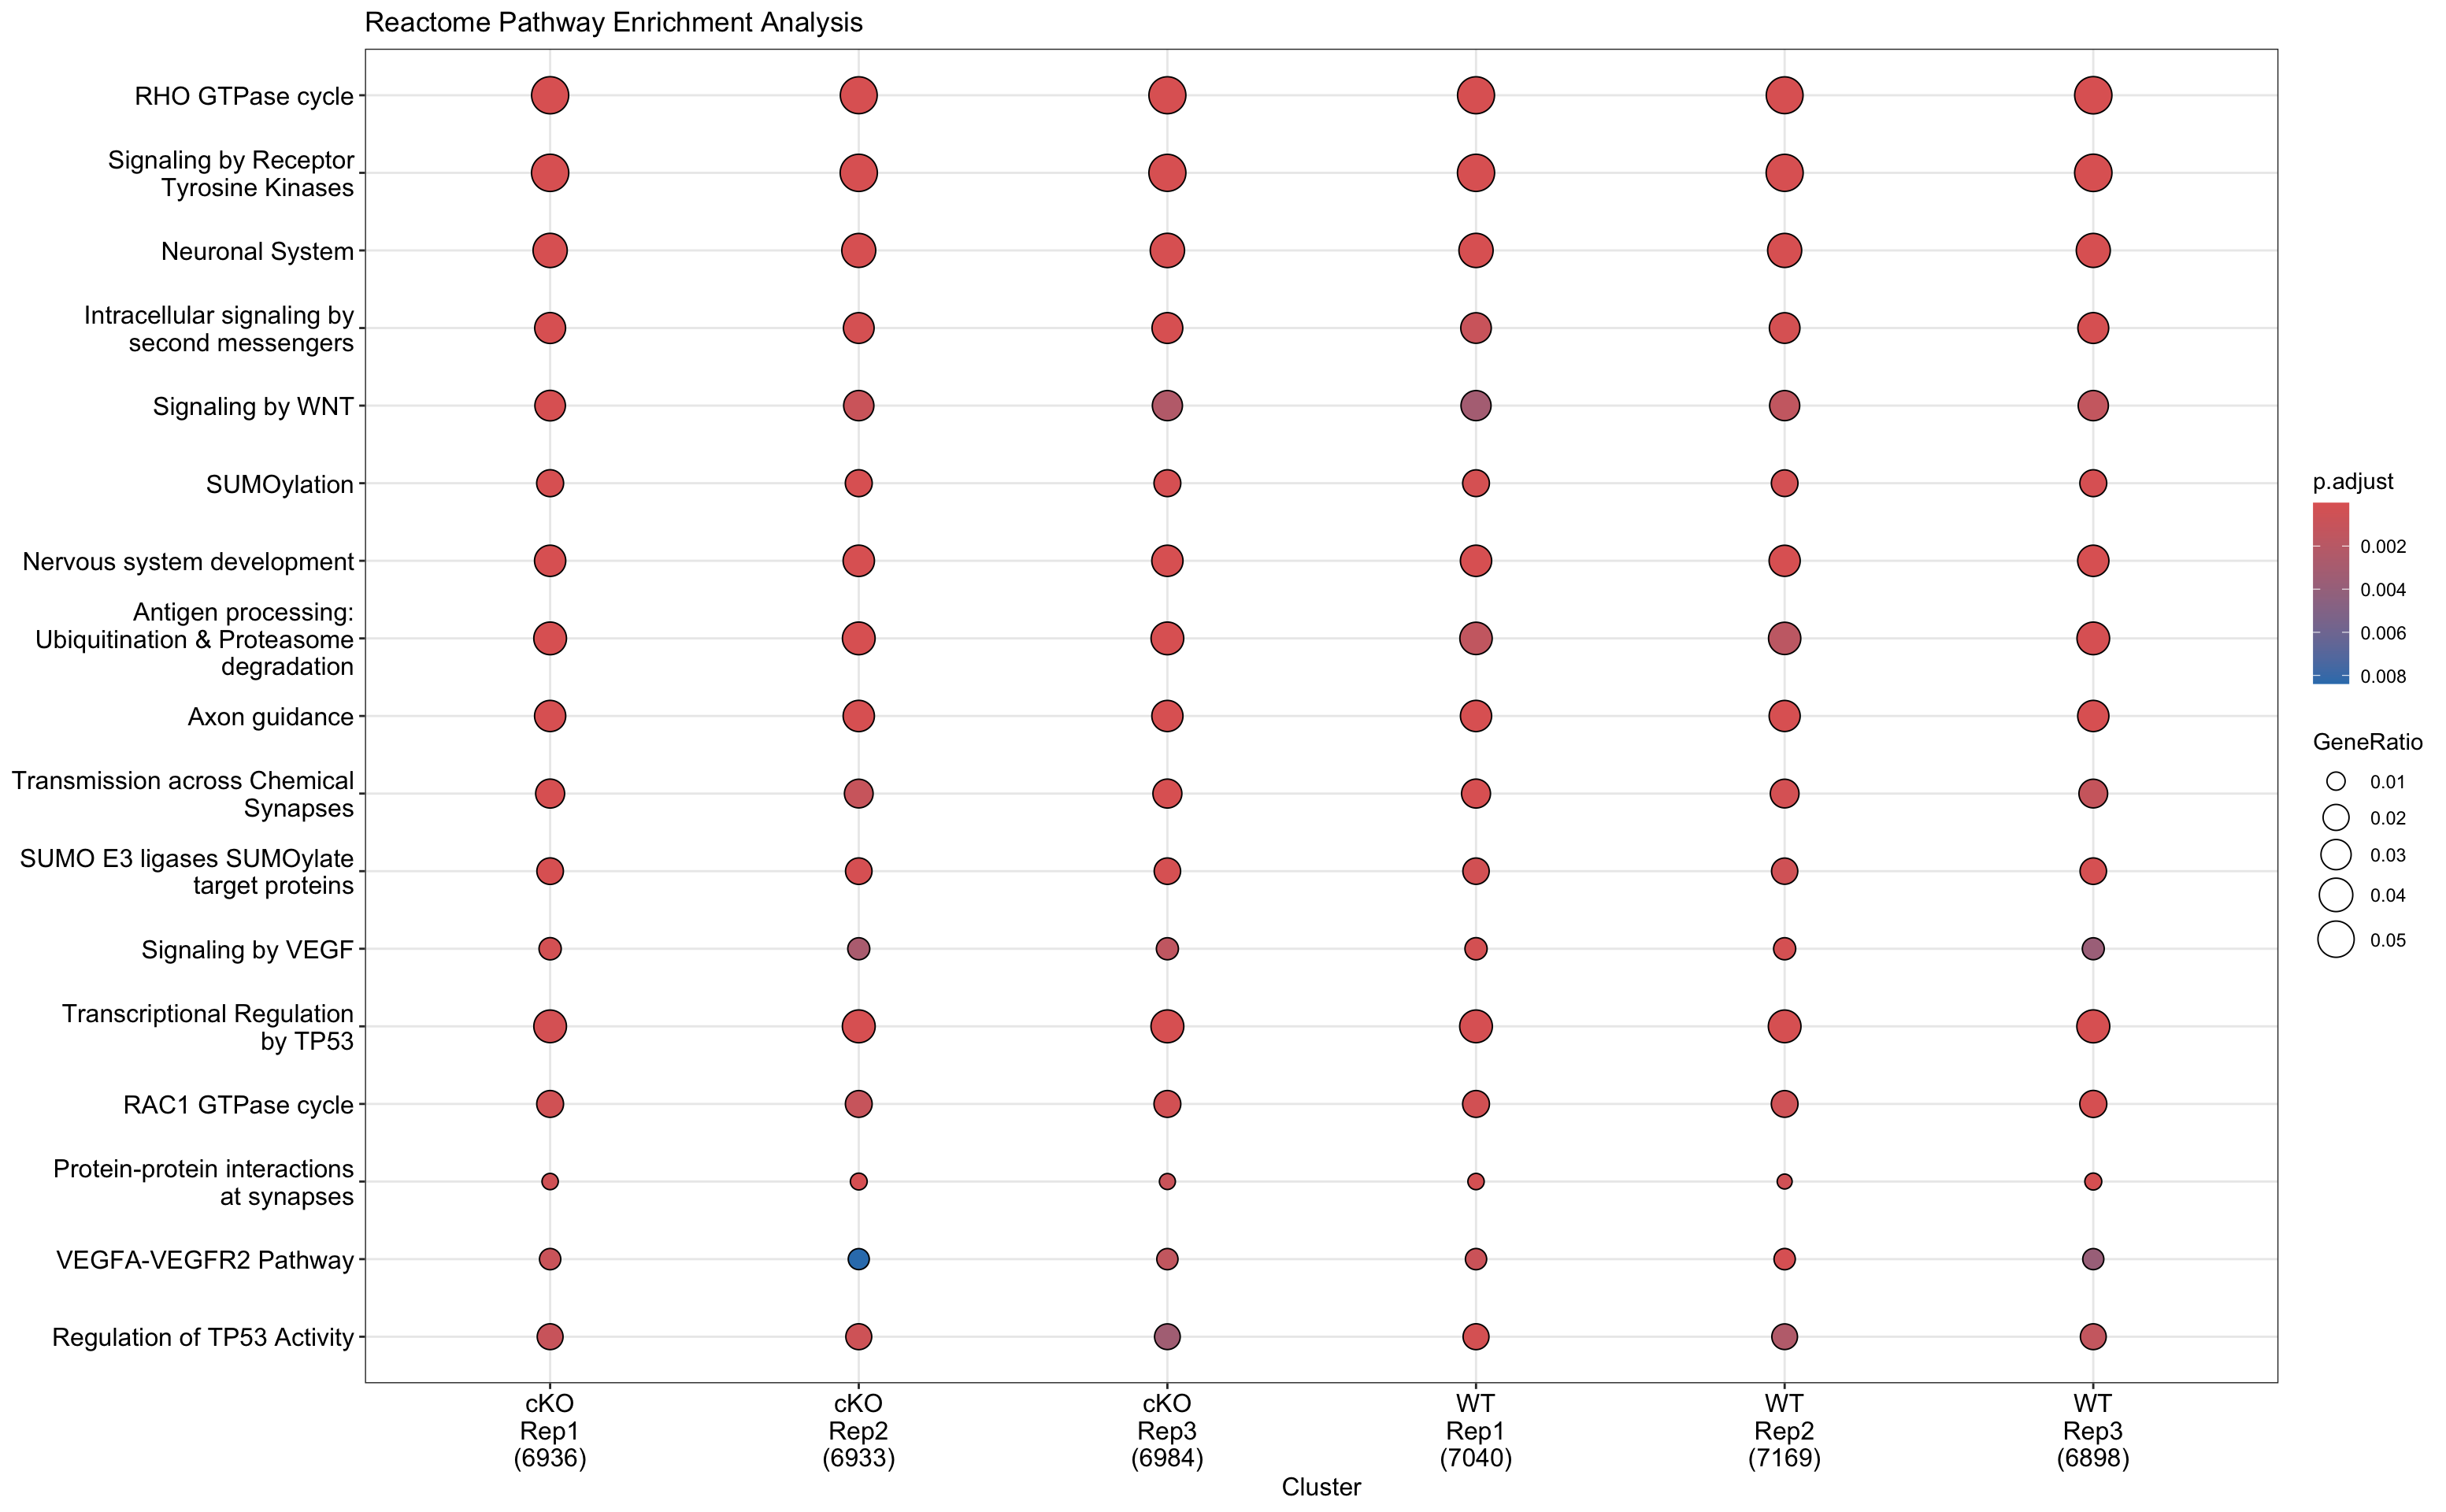 Reactome Pathway Enrichment Analysis
RHO GTPase cycle
Signaling by Receptor
Tyrosine Kinases
Neuronal System
Intracellular signaling by
second messengers
Signaling by WNT
SUMOylation
Nervous system development
Antigen processing:
Ubiquitination & Proteasome
degradation
Axon guidance
Transmission across Chemical
Synapses
SUMO E3 ligases SUMOylate
target proteins
Signaling by VEGF
Transcriptional Regulation
by TP53
RAC1 GTPase cycle
Protein-protein interactions
at synapses
VEGFA-VEGFR2 Pathway
Regulation of TP53 Activity
cKO
Rep1
(6936)
cKO
Rep2
(6933)
cKO
Rep3
(6984)
WT
Rep1
(7040)
WT
Rep2
(7169)
WT
Rep3
(6898)
Cluster
p.adjust
0.002
0.004
0.006
0.008
GeneRatio
0.01
0.02
0.03
0.04
0.05